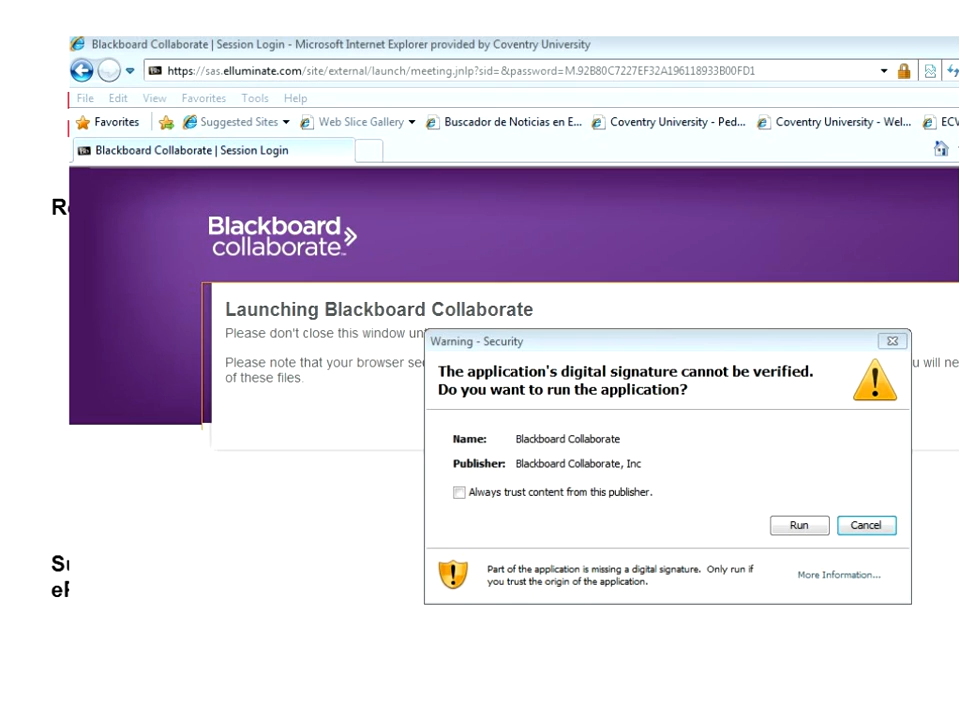 Blackboard Collaborate | Session Login - Microsoft Internet Explorer provided by Coventry University
https://sas.elluminate.com/site/external/launch/meeting.jnlp?sid=&password=M.92B80C7227EF32A196118933B00FD1
File Edit View Favorites Tools Help
Favorites Suggested Sites Web Slice Gallery Buscador de Noticias en E... Coventry University - Ped... Coventry University - Wel... ECV
Blackboard Collaborate | Session Login
Blackboard
collaborate
Launching Blackboard Collaborate
Please don't close this window
Please note that your browser
u will ne
of these files.
Warning - Security
The application's digital signature cannot be verified.
Do you want to run the application?
Name: Blackboard Collaborate
Publisher: Blackboard Collaborate, Inc
Always trust content from this publisher.
Run Cancel
Part of the application is missing a digital signature. Only run if
you trust the origin of the application.
More Information...